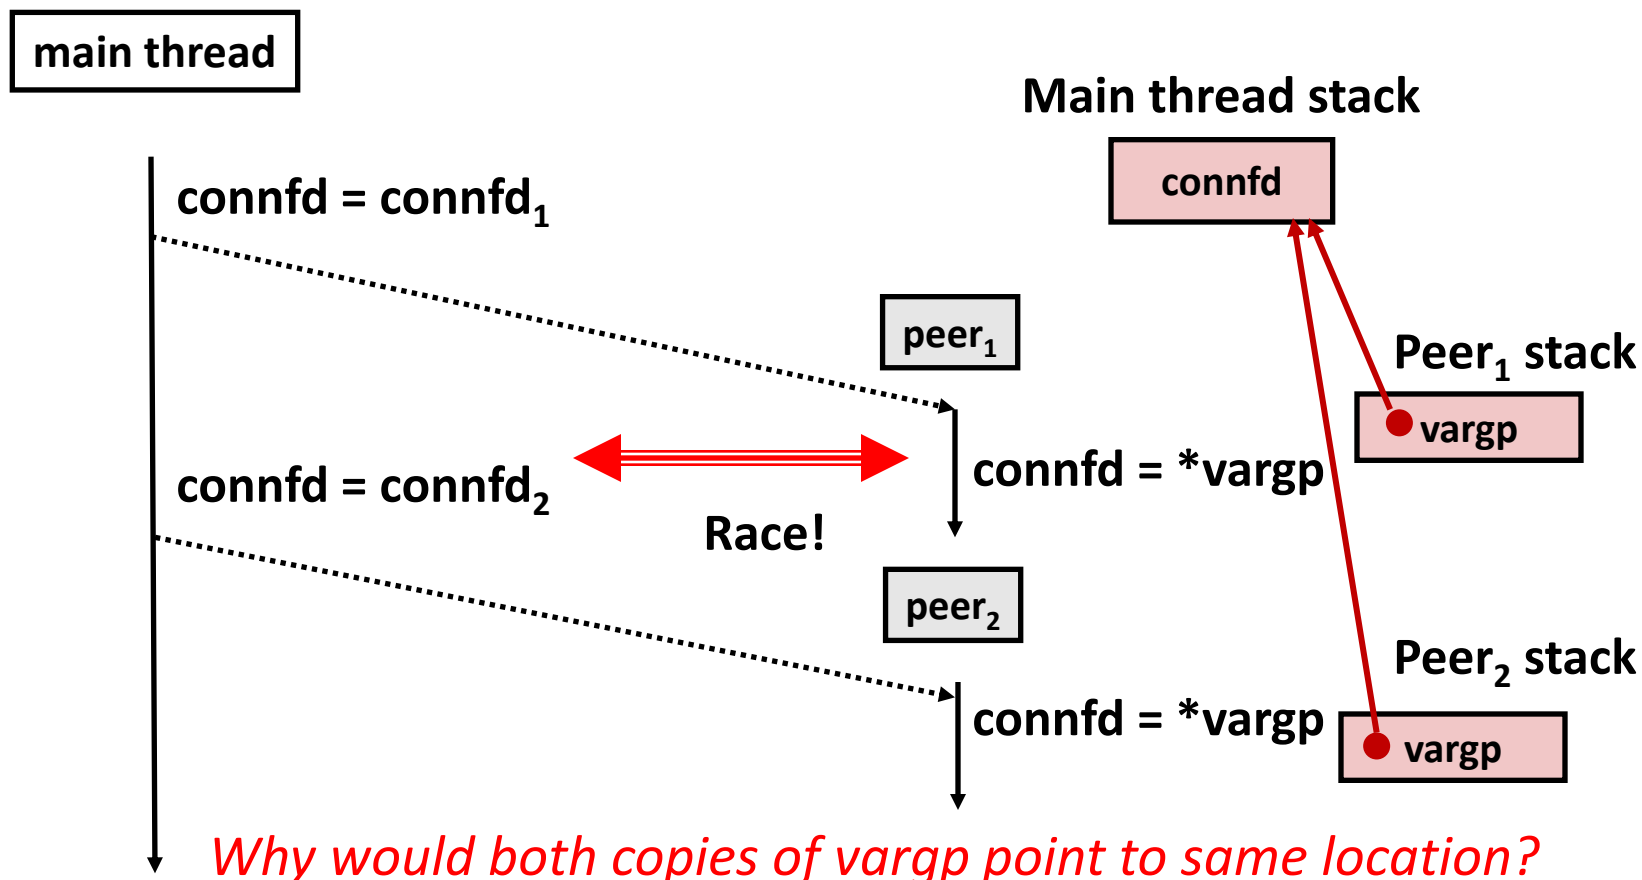 main thread
Main thread stack
connfd
connfd = connfd₁
peer₁
Peer₁ stack
vargp
connfd = *vargp
connfd = connfd₂
Race!
peer₂
Peer₂ stack
connfd = *vargp
vargp
Why would both copies of vargp point to same location?